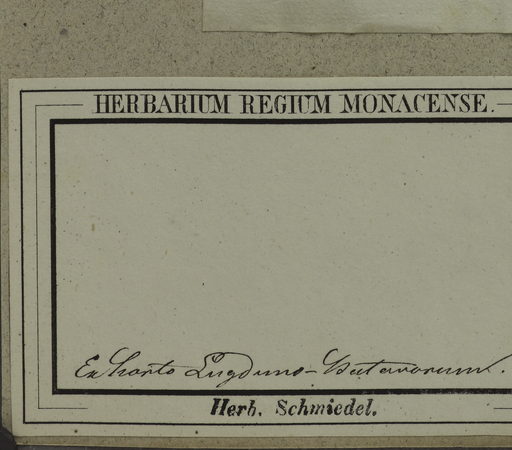 HERBARIUM REGIUM MONACENSE.
Ex horto Lugduno-Batavorum.
Herb. Schmiedel.